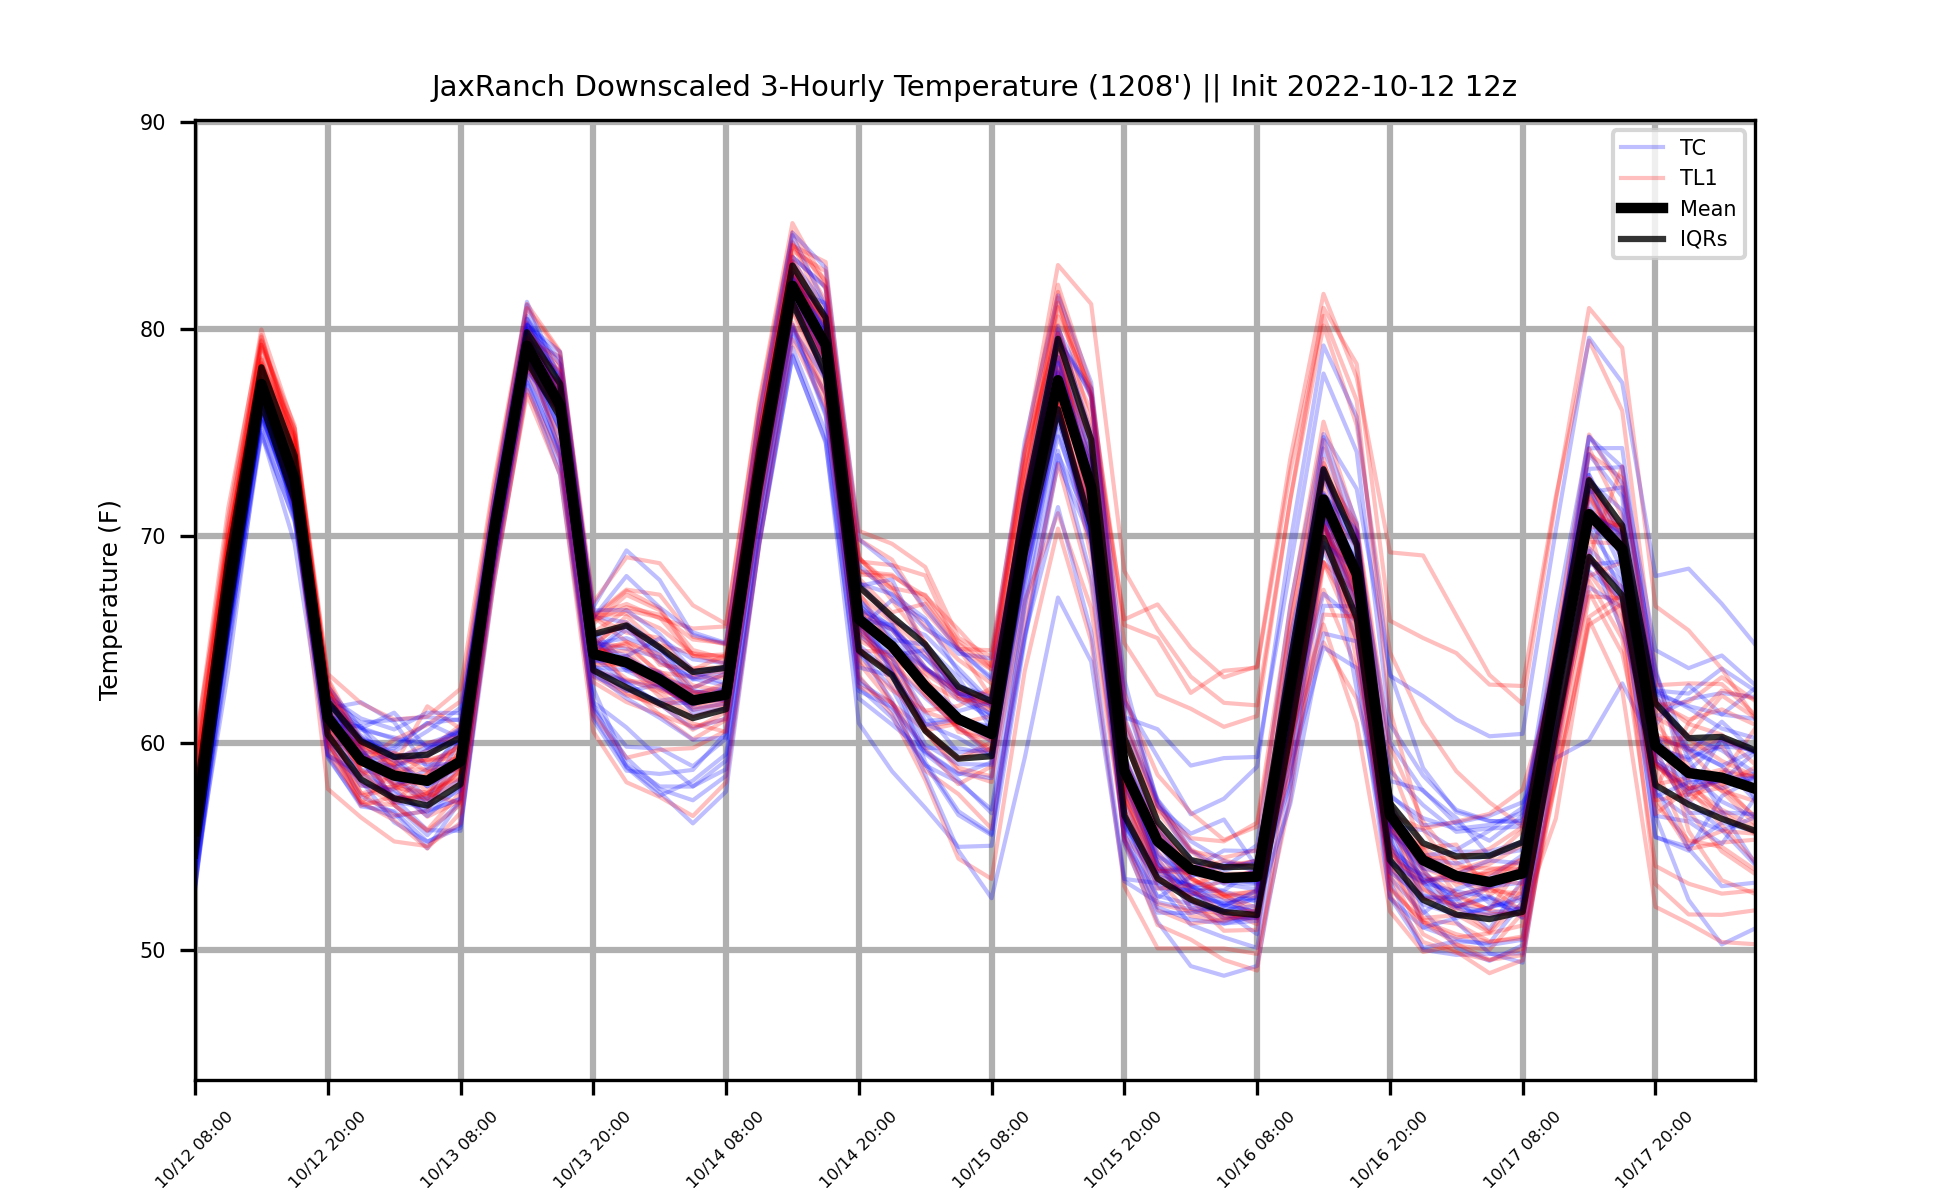 JaxRanch Downscaled 3-Hourly Temperature (1208') || Init 2022-10-12 12z
90
80
70
60
50
Temperature (F)
TC
TL1
Mean
IQRs
10/12 08:00
10/12 20:00
10/13 08:00
10/13 20:00
10/14 08:00
10/14 20:00
10/15 08:00
10/15 20:00
10/16 08:00
10/16 20:00
10/17 08:00
10/17 20:00